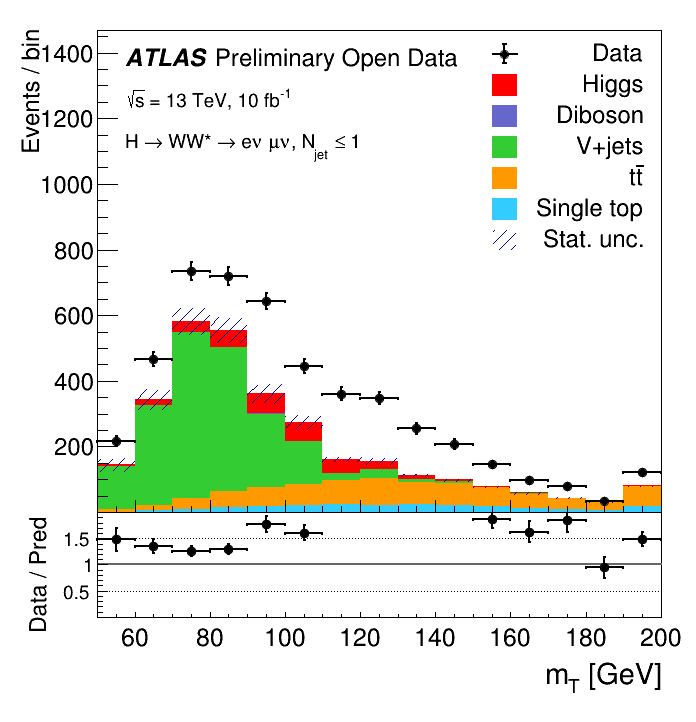 ATLAS Preliminary Open Data
√s = 13 TeV, 10 fb⁻¹
H → WW* → eν μν, N_jet ≤ 1
Data
Higgs
Diboson
V+jets
tt̄
Single top
Stat. unc.
Events / bin
1400
1200
1000
800
600
400
200
Data / Pred
1.5
1
0.5
60 80 100 120 140 160 180 200
m_T [GeV]